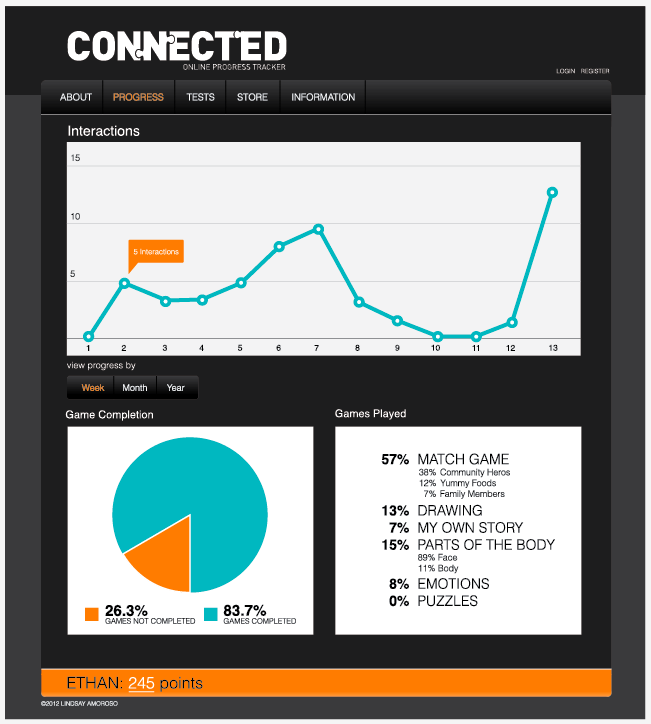 CONNECTED
ONLINE PROGRESS TRACKER
LOGIN REGISTER
ABOUT PROGRESS TESTS STORE INFORMATION
Interactions
15
10
5 Interactions
5
1 2 3 4 5 6 7 8 9 10 11 12 13
view progress by
Week Month Year
Game Completion
26.3%
GAMES NOT COMPLETED
83.7%
GAMES COMPLETED
Games Played
57% MATCH GAME
38% Community Heros
12% Yummy Foods
7% Family Members
13% DRAWING
7% MY OWN STORY
15% PARTS OF THE BODY
89% Face
11% Body
8% EMOTIONS
0% PUZZLES
ETHAN: 245 points
©2012 LINDSAY AMOROSO